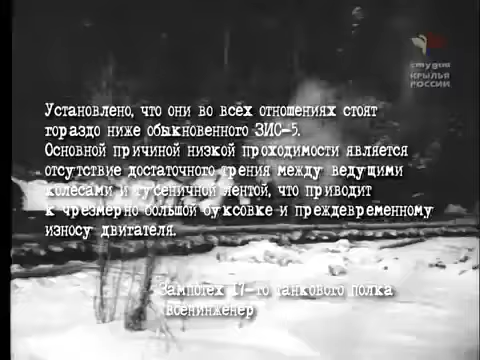 студия
КРЫЛЬЯ
РОССИИ
Установлено, что они во всех отношениях стоят
гораздо ниже обыкновенного ЗИС-5.
Основной причиной низкой проходимости является
отсутствие достаточного трения между ведущими
колесами и гусеничной лентой, что приводит
к чрезмерно большой буксовке и преждевременному
износу двигателя.
Зампотех 17-го танкового полка
военинженер